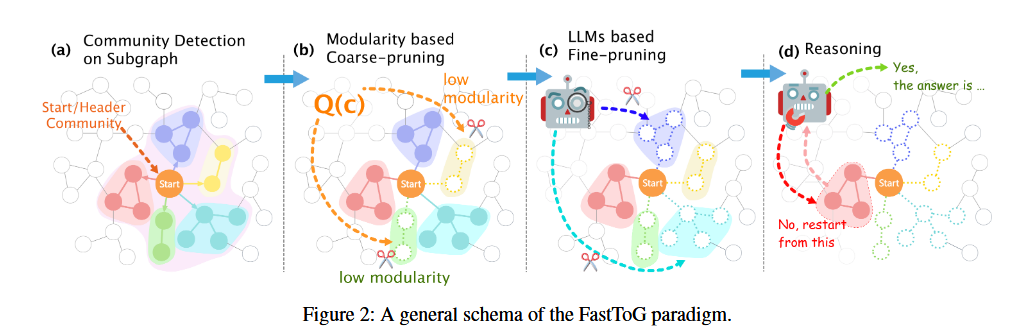 (a) Community Detection
on Subgraph
Start/Header
Community
Start
(b) Modularity based
Coarse-pruning
Q(c)
low
modularity
Start
low modularity
(c) LLMs based
Fine-pruning
Start
(d) Reasoning
Yes,
the answer is ...
Start
No, restart
from this
Figure 2: A general schema of the FastToG paradigm.